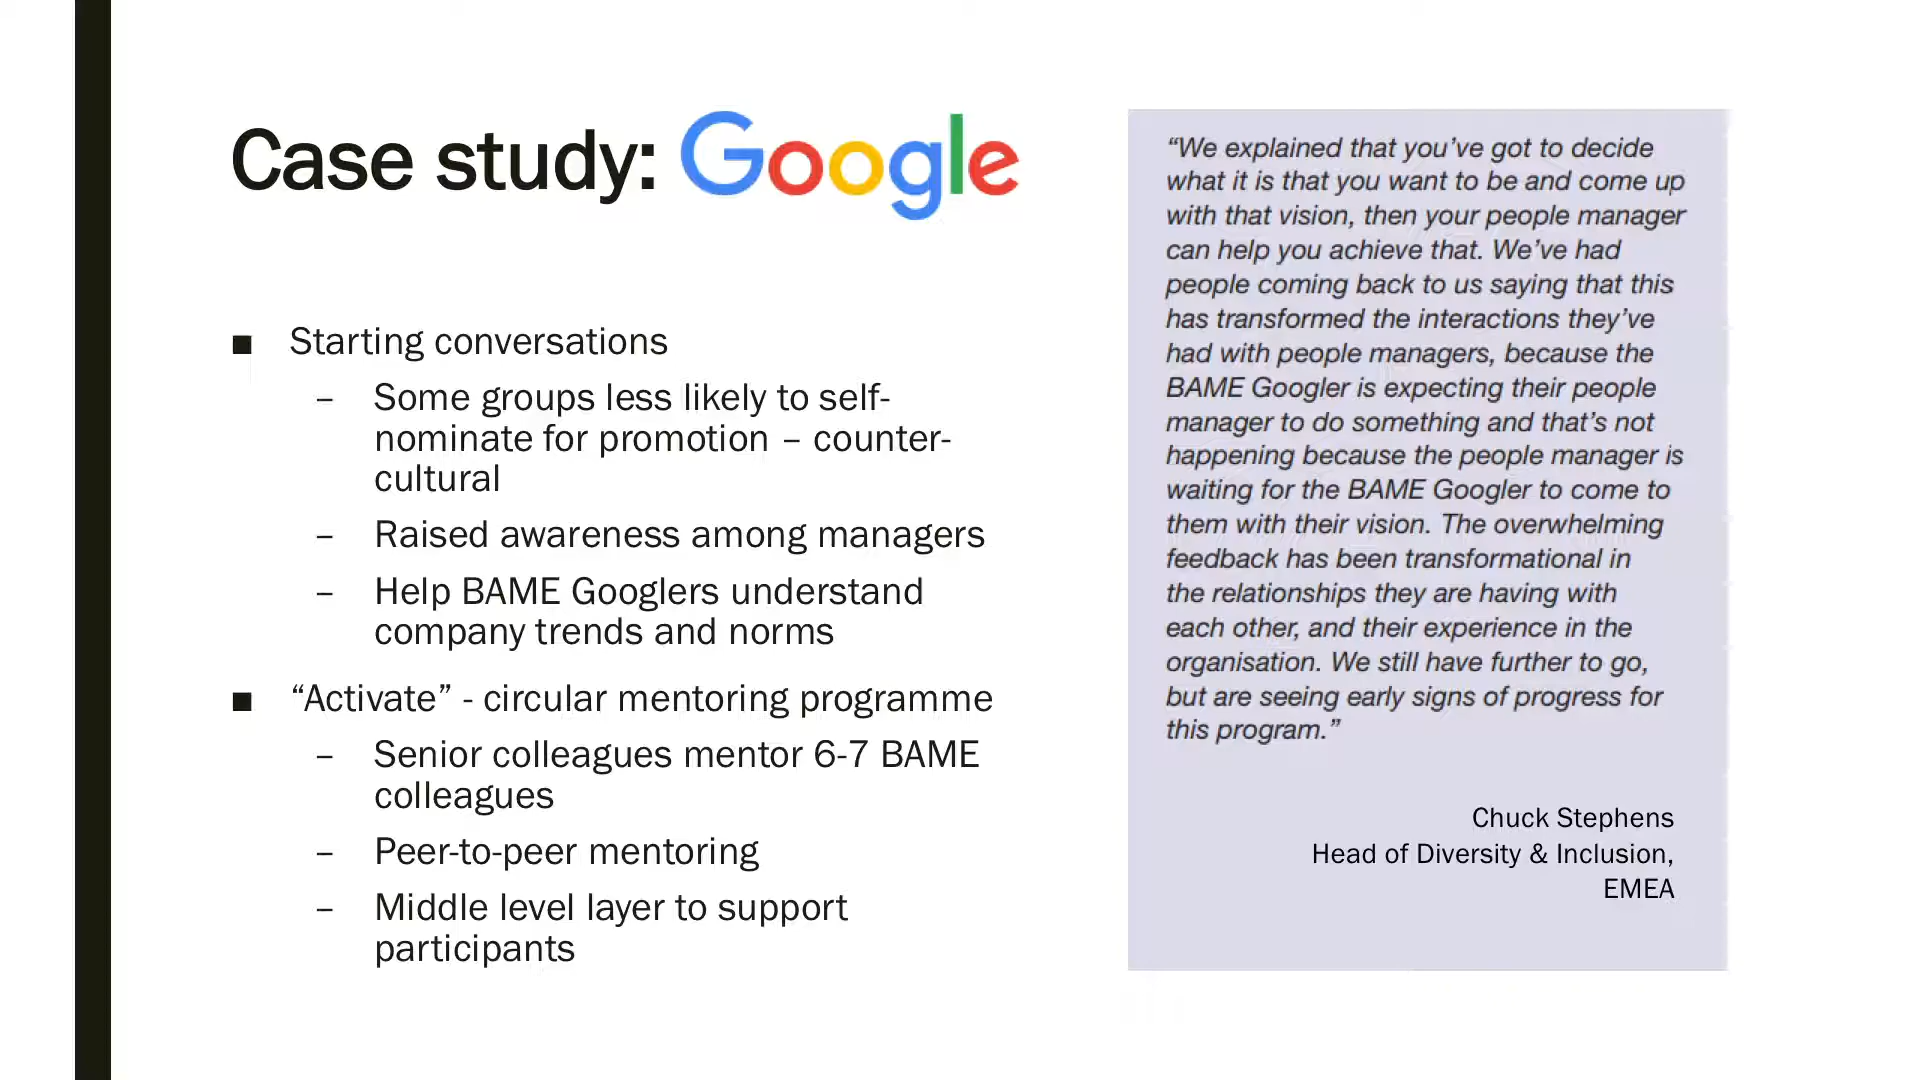 Case study: Google
■ Starting conversations
– Some groups less likely to self-
nominate for promotion – counter-
cultural
– Raised awareness among managers
– Help BAME Googlers understand
company trends and norms
■ “Activate” - circular mentoring programme
– Senior colleagues mentor 6-7 BAME
colleagues
– Peer-to-peer mentoring
– Middle level layer to support
participants
“We explained that you’ve got to decide
what it is that you want to be and come up
with that vision, then your people manager
can help you achieve that. We’ve had
people coming back to us saying that this
has transformed the interactions they’ve
had with people managers, because the
BAME Googler is expecting their people
manager to do something and that’s not
happening because the people manager is
waiting for the BAME Googler to come to
them with their vision. The overwhelming
feedback has been transformational in
the relationships they are having with
each other, and their experience in the
organisation. We still have further to go,
but are seeing early signs of progress for
this program.”
Chuck Stephens
Head of Diversity & Inclusion,
EMEA